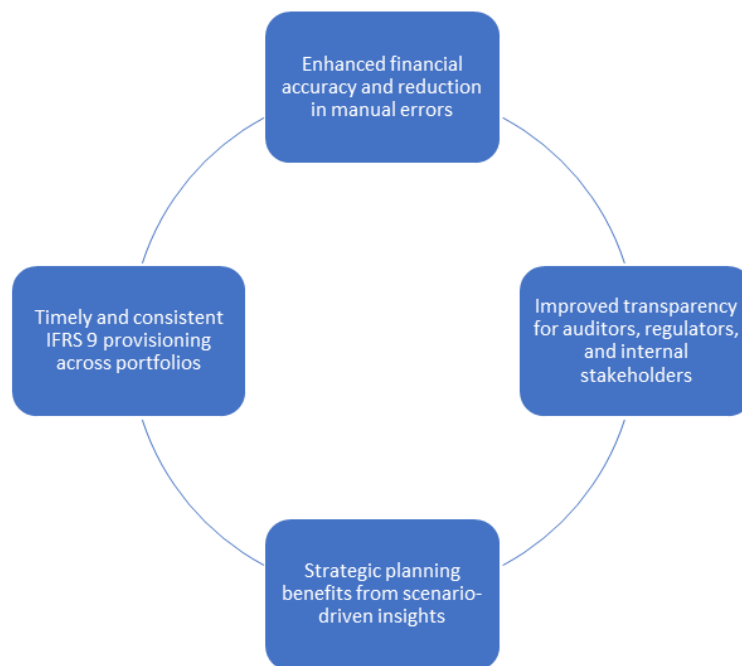 Enhanced financial
accuracy and reduction
in manual errors
Improved transparency
for auditors, regulators,
and internal
stakeholders
Strategic planning
benefits from scenario-
driven insights
Timely and consistent
IFRS 9 provisioning
across portfolios